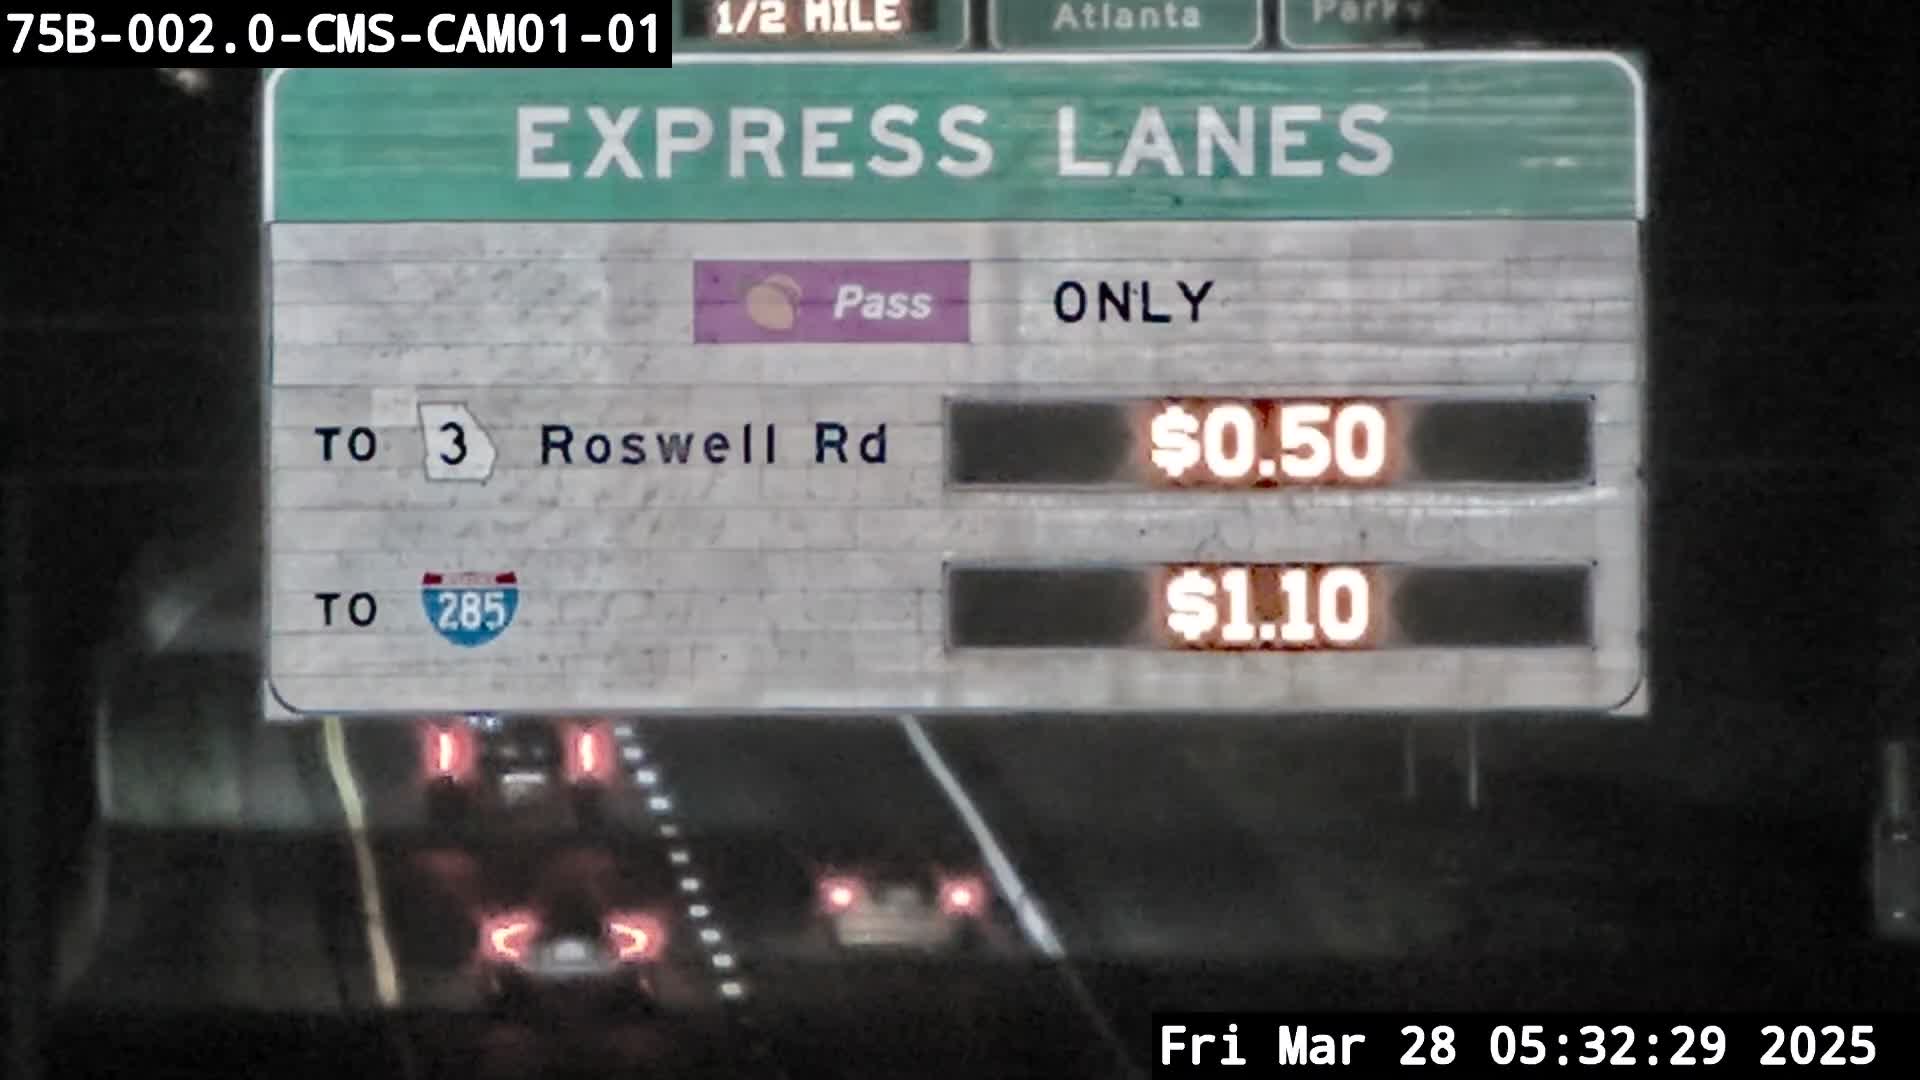 75B-002.0-CMS-CAM01-01
1/2 MILE
Atlanta
EXPRESS LANES
Pass ONLY
TO 3 Roswell Rd $0.50
TO 285 $1.10
Fri Mar 28 05:32:29 2025